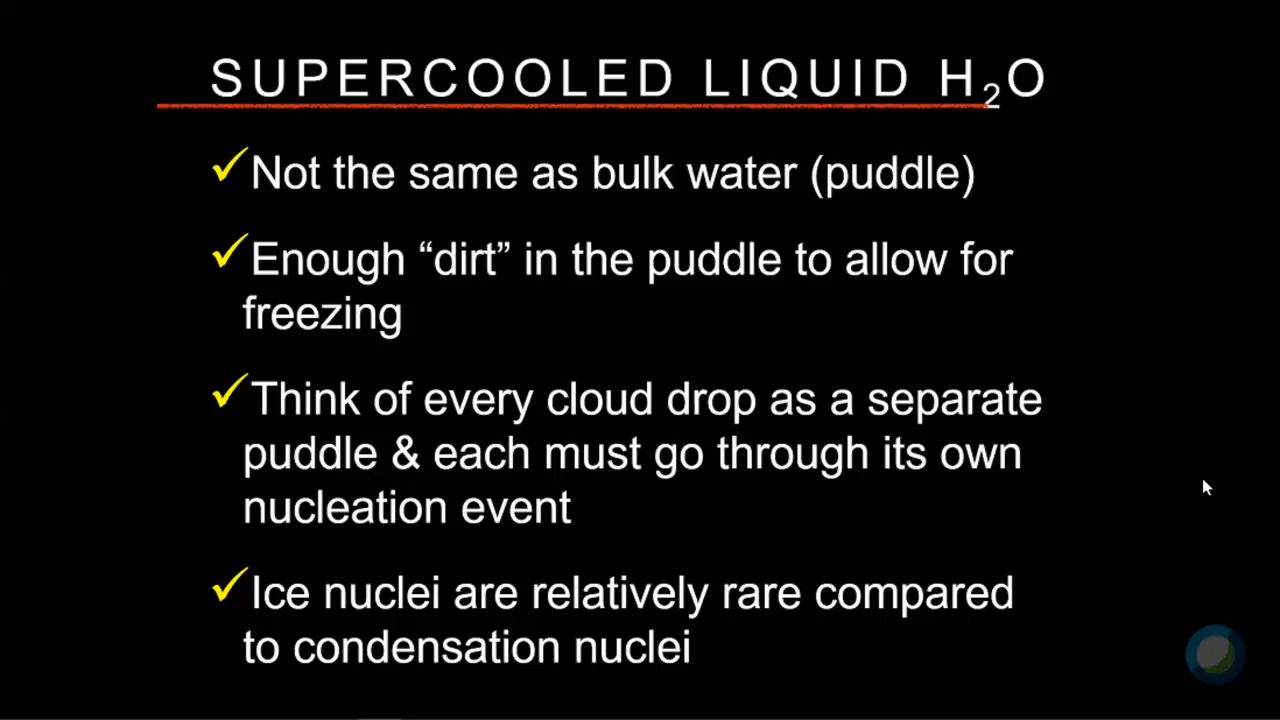 SUPERCOOLED LIQUID H₂O
✓Not the same as bulk water (puddle)
✓Enough “dirt” in the puddle to allow for
freezing
✓Think of every cloud drop as a separate
puddle & each must go through its own
nucleation event
✓Ice nuclei are relatively rare compared
to condensation nuclei